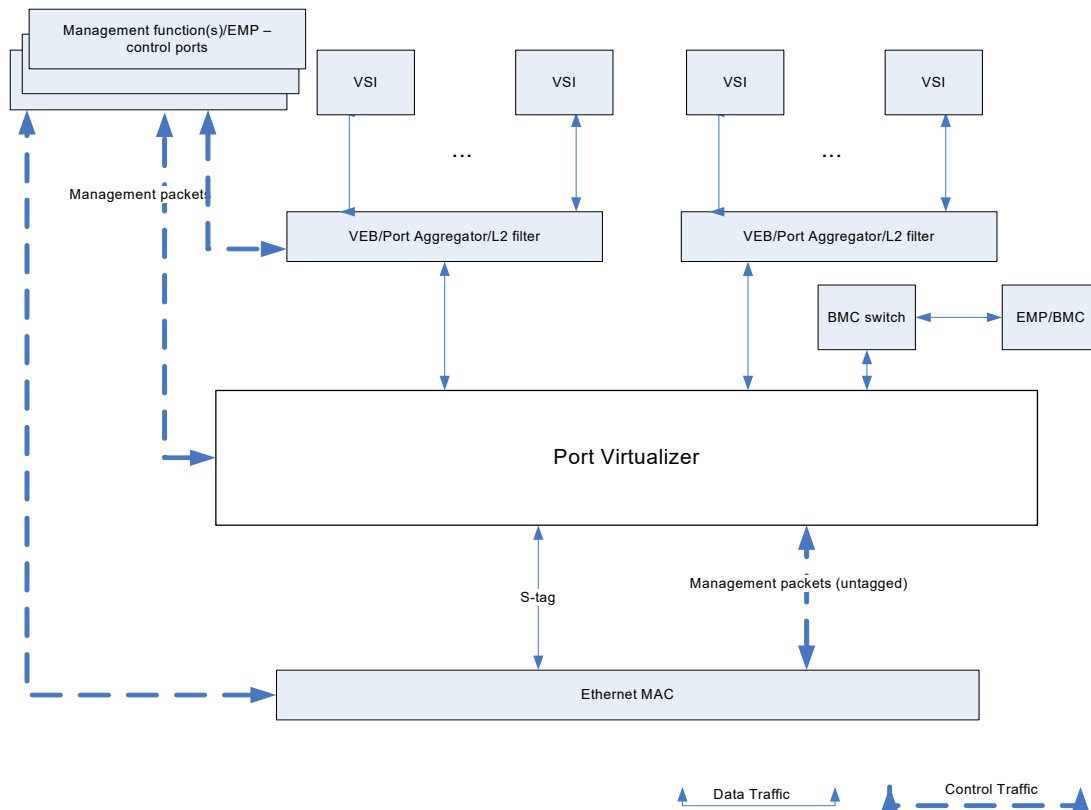 Management function(s)/EMP –
control ports
VSI
VSI
VSI
VSI
...
...
Management packets
VEB/Port Aggregator/L2 filter
VEB/Port Aggregator/L2 filter
BMC switch
EMP/BMC
Port Virtualizer
Management packets (untagged)
S-tag
Ethernet MAC
Data Traffic
Control Traffic